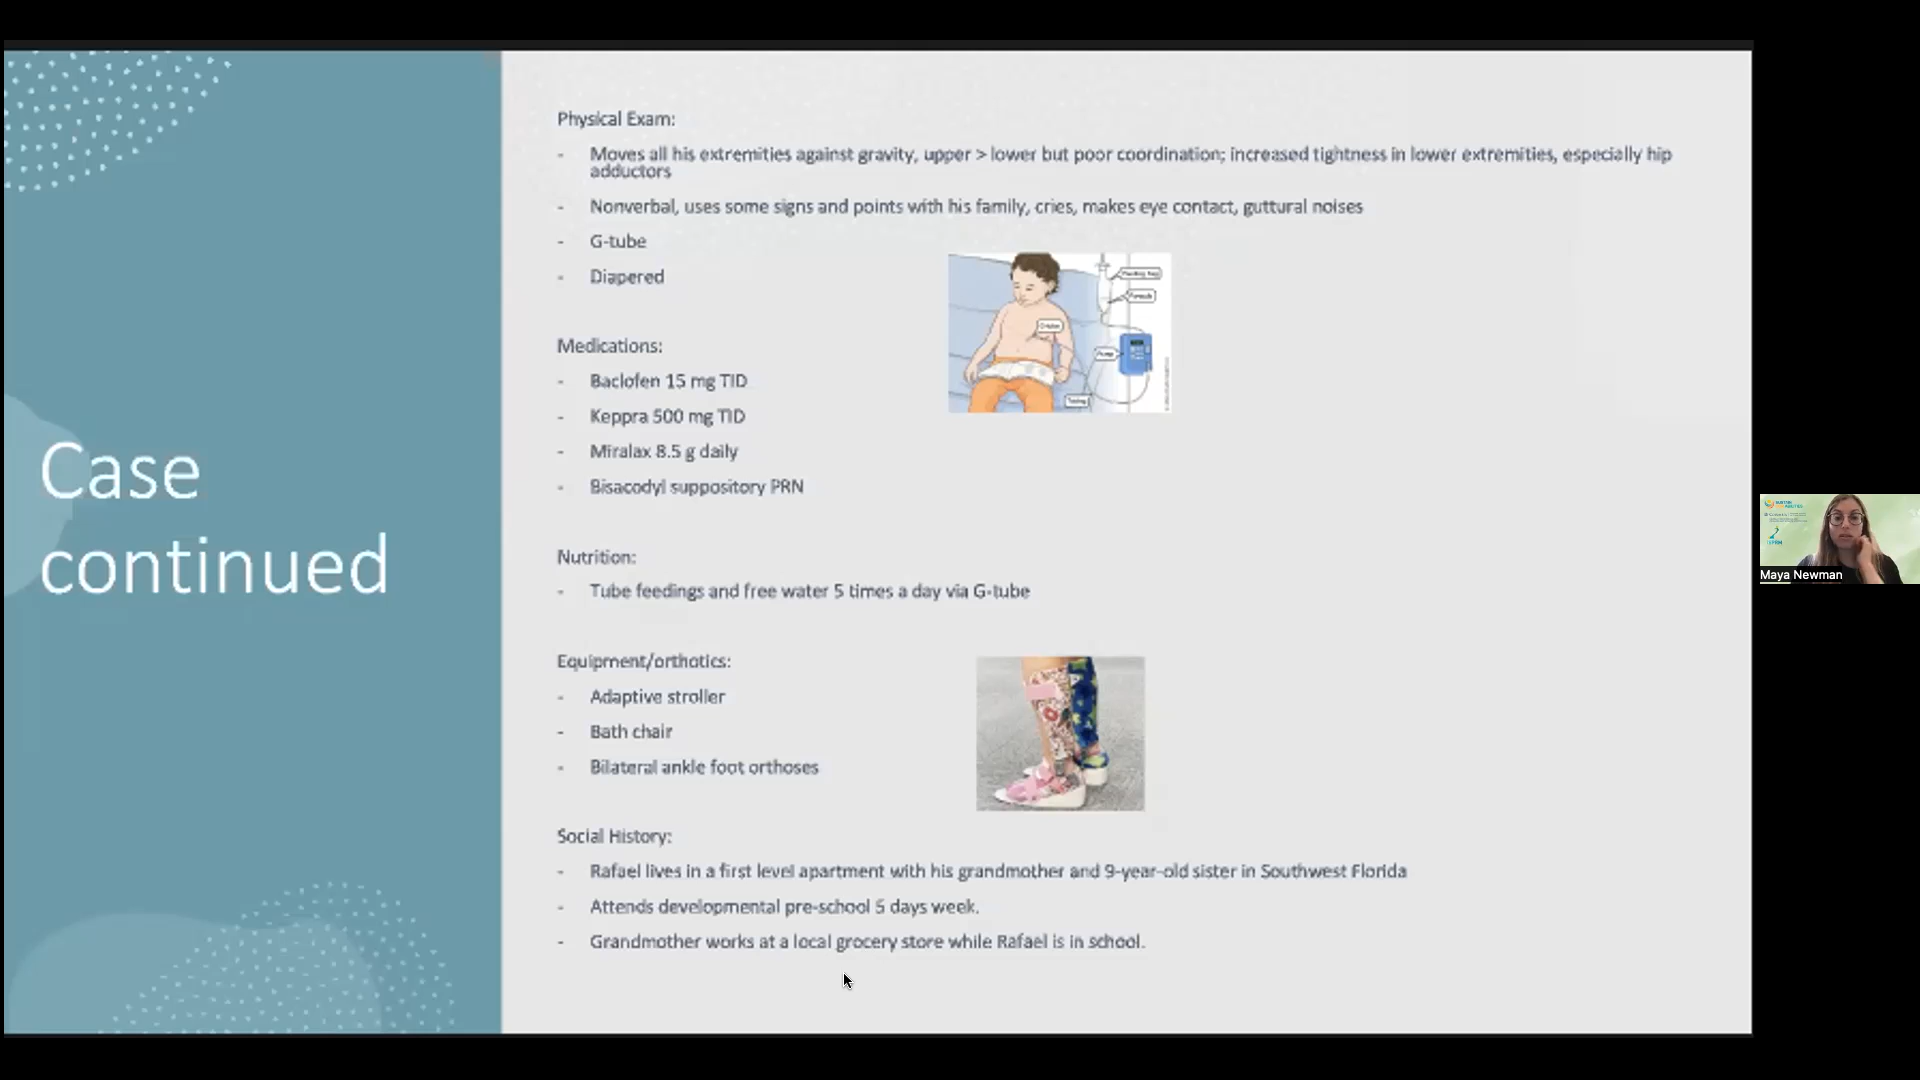 Case
continued
Physical Exam:
- Moves all his extremities against gravity, upper > lower but poor coordination; increased tightness in lower extremities, especially hip
adductors
- Nonverbal, uses some signs and points with his family, cries, makes eye contact, guttural noises
- G-tube
- Diapered
Feeding bag
Formula
G-tube
Pump
Tubing
Medications:
- Baclofen 15 mg TID
- Keppra 500 mg TID
- Miralax 8.5 g daily
- Bisacodyl suppository PRN
Nutrition:
- Tube feedings and free water 5 times a day via G-tube
Equipment/orthotics:
- Adaptive stroller
- Bath chair
- Bilateral ankle foot orthoses
Social History:
- Rafael lives in a first level apartment with his grandmother and 9-year-old sister in Southwest Florida
- Attends developmental pre-school 5 days week.
- Grandmother works at a local grocery store while Rafael is in school.
Maya Newman